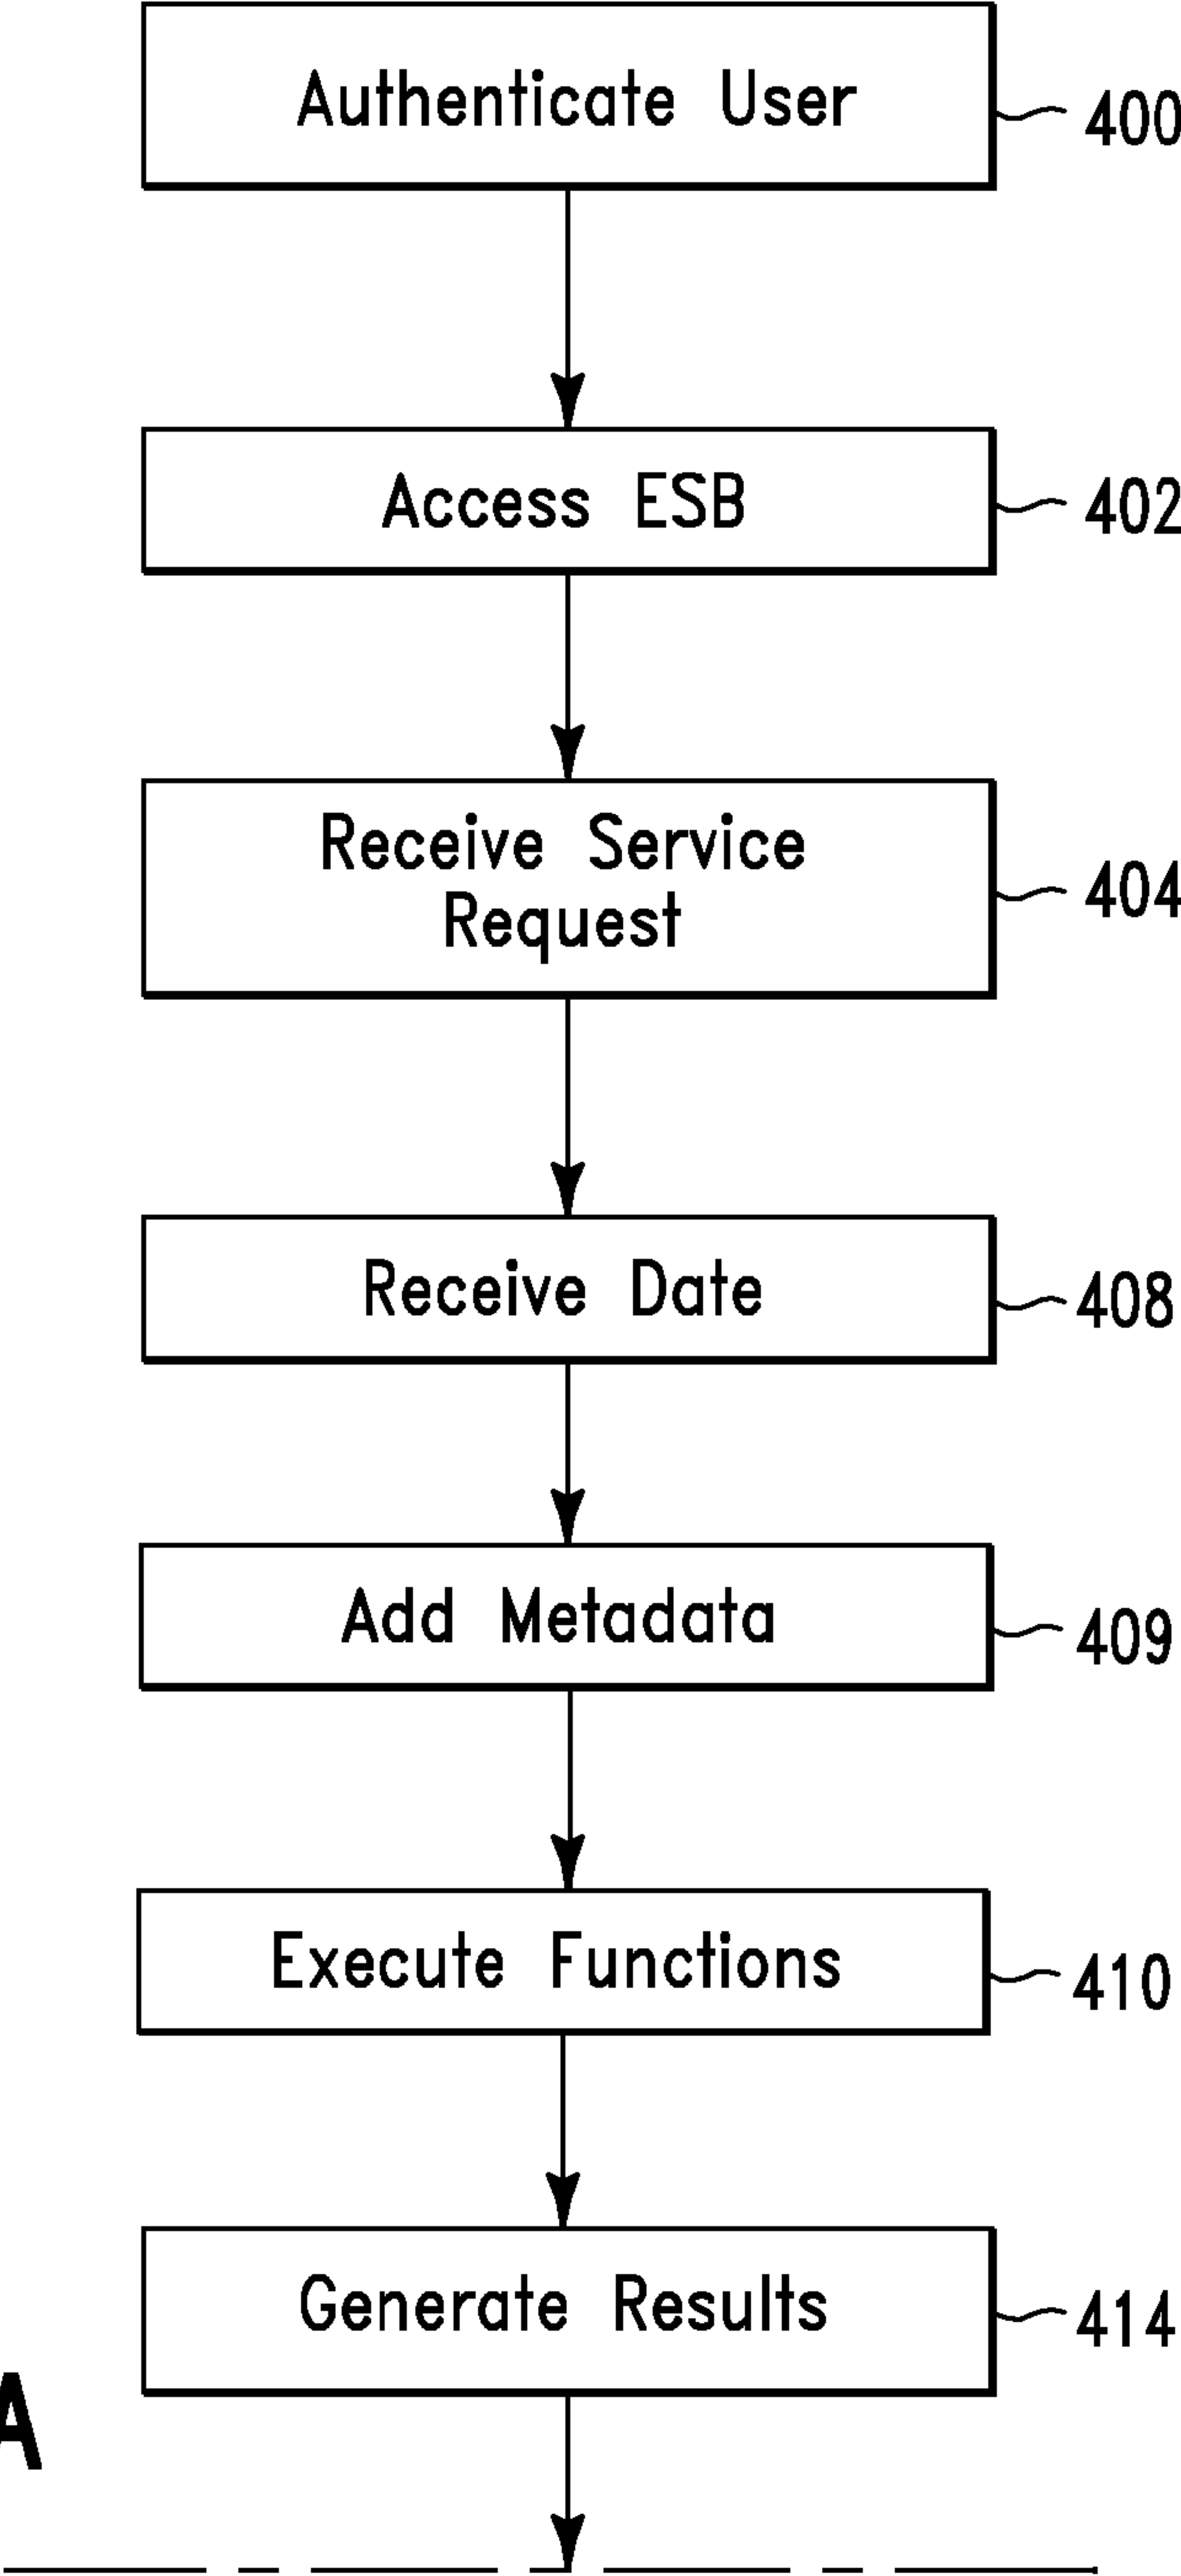 Authenticate User
400
Access ESB
402
Receive Service
Request
404
Receive Date
408
Add Metadata
409
Execute Functions
410
Generate Results
414
A